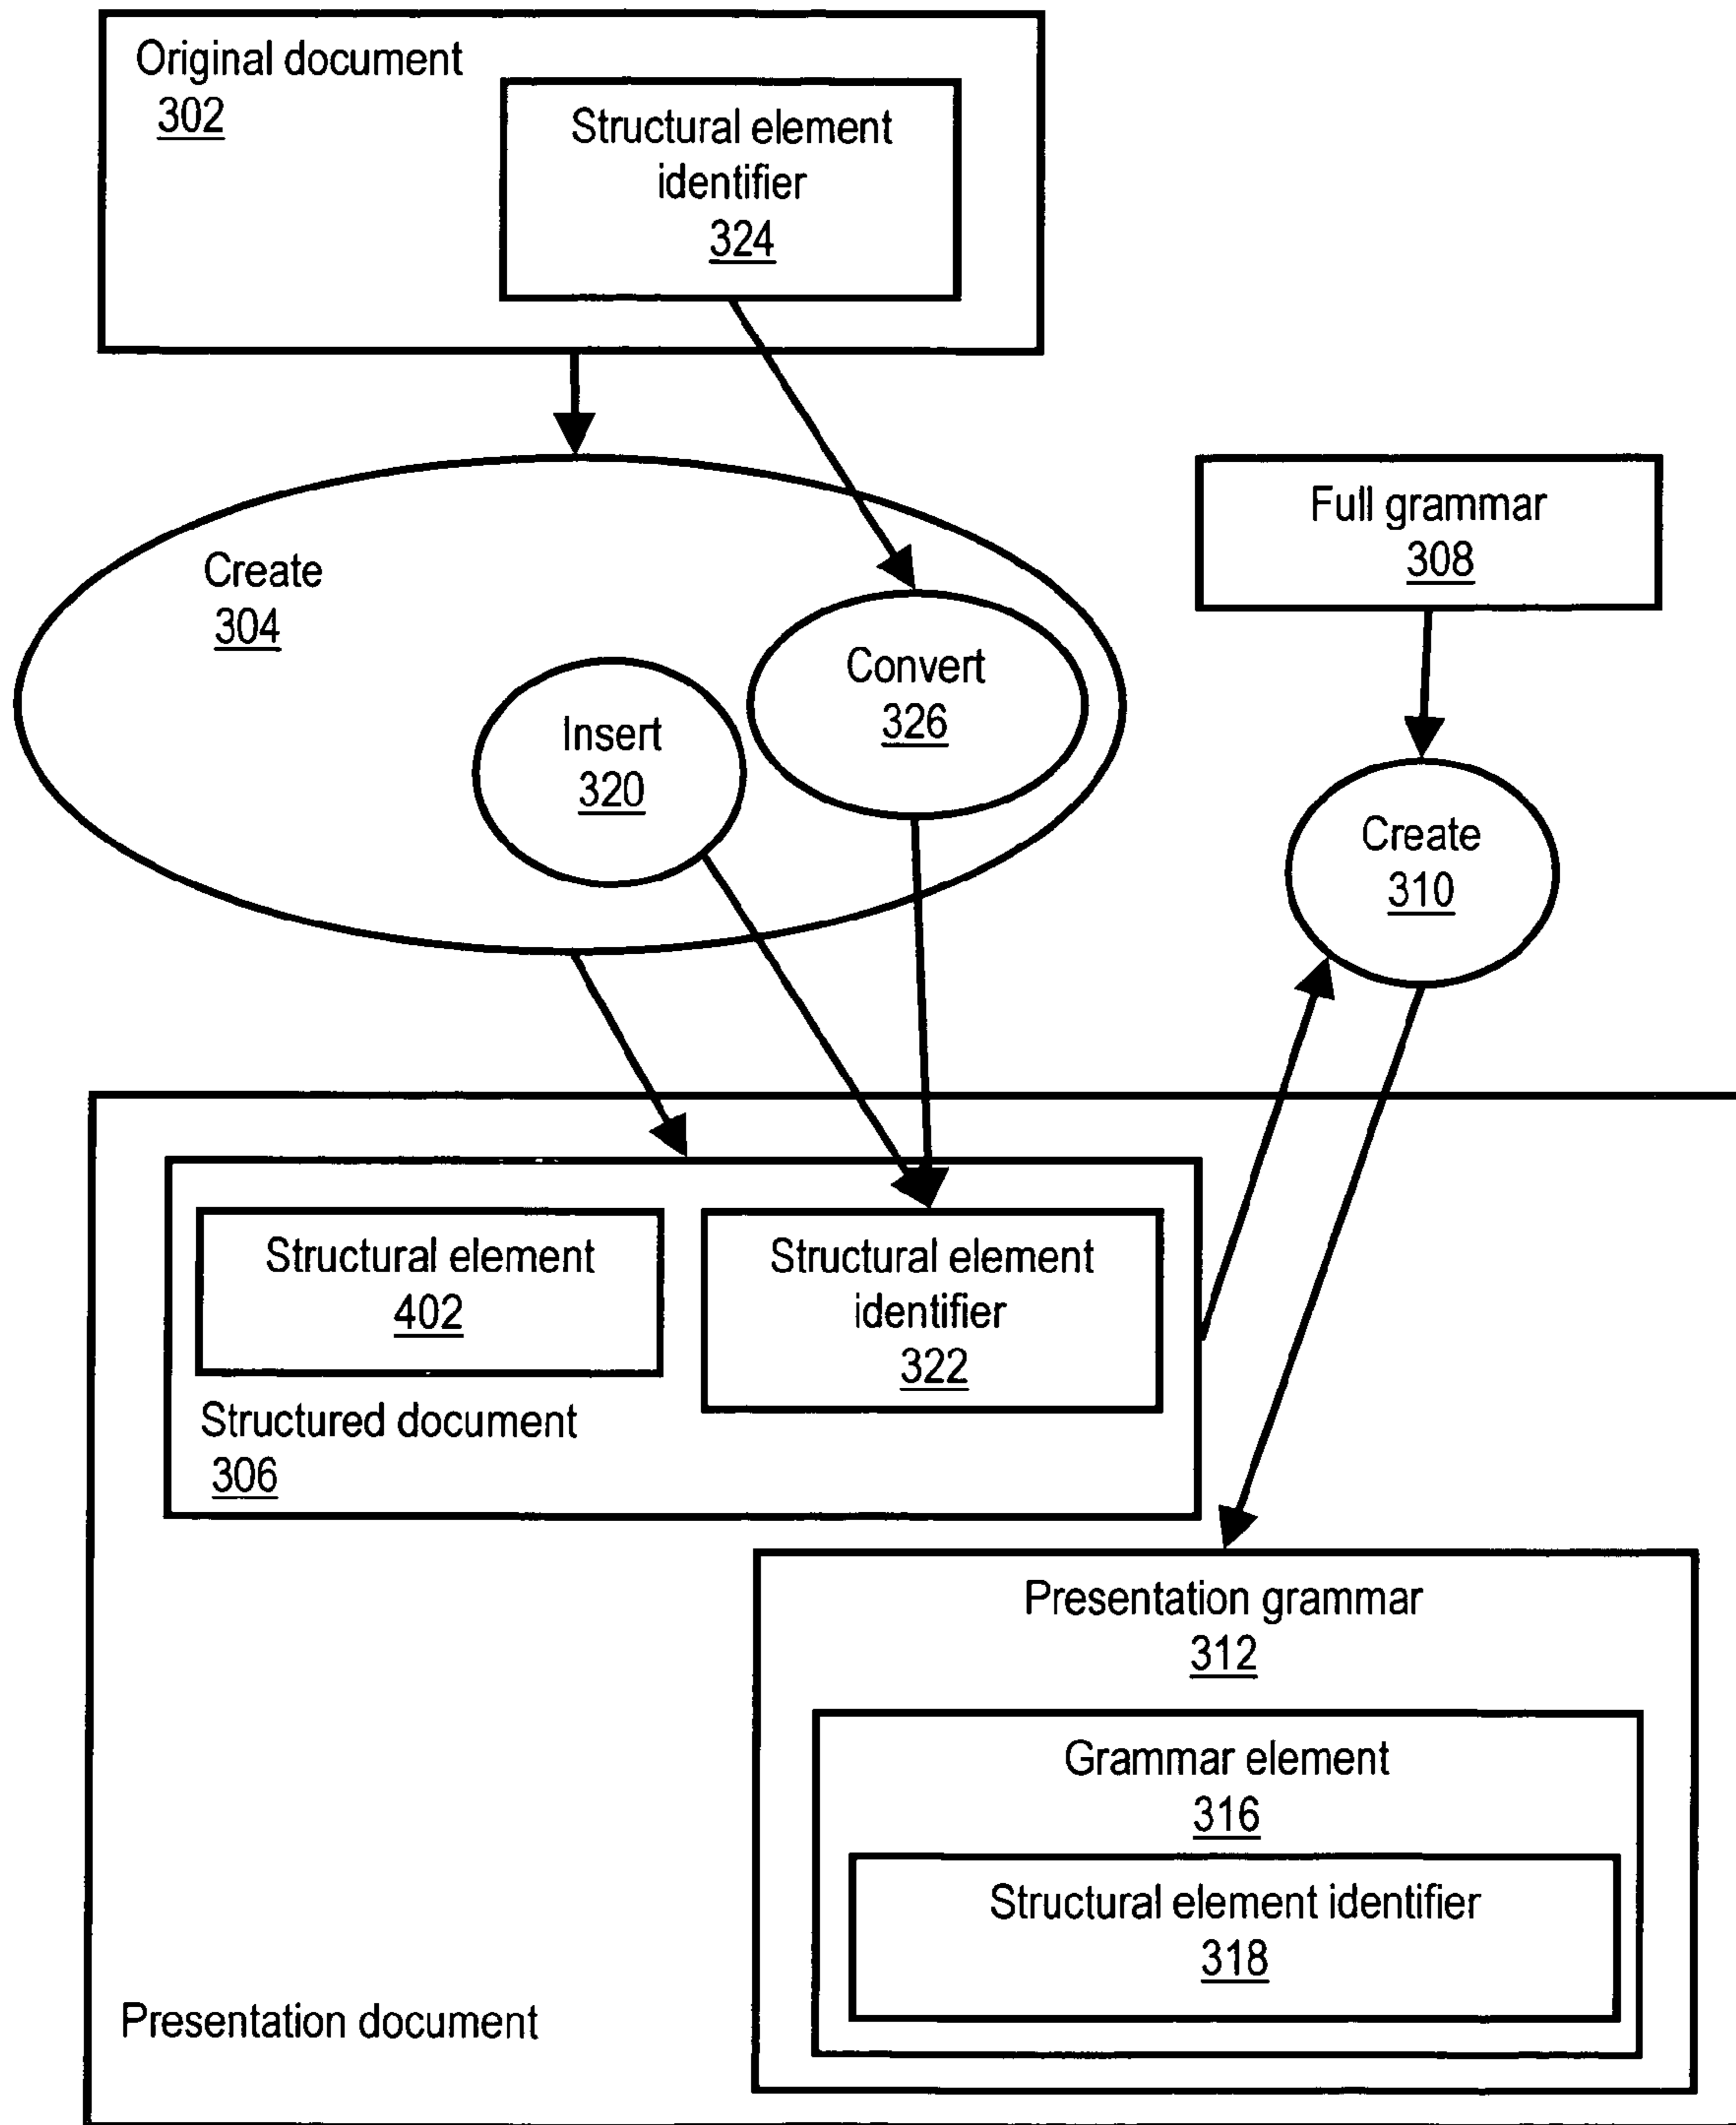 Original document
302
Structural element
identifier
324
Create
304
Insert
320
Convert
326
Full grammar
308
Create
310
Structural element
402
Structural element
identifier
322
Structured document
306
Presentation grammar
312
Grammar element
316
Structural element identifier
318
Presentation document